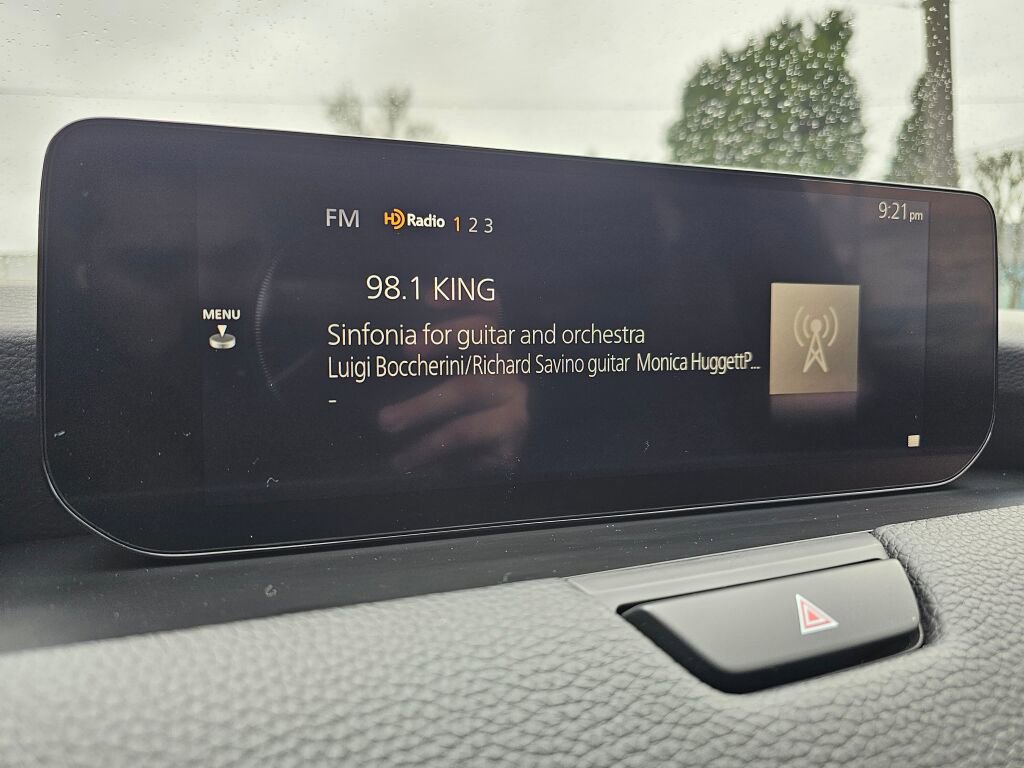 FM HD Radio 1 2 3
9:21 pm
98.1 KING
MENU
Sinfonia for guitar and orchestra
Luigi Boccherini/Richard Savino guitar Monica HuggettP...
-